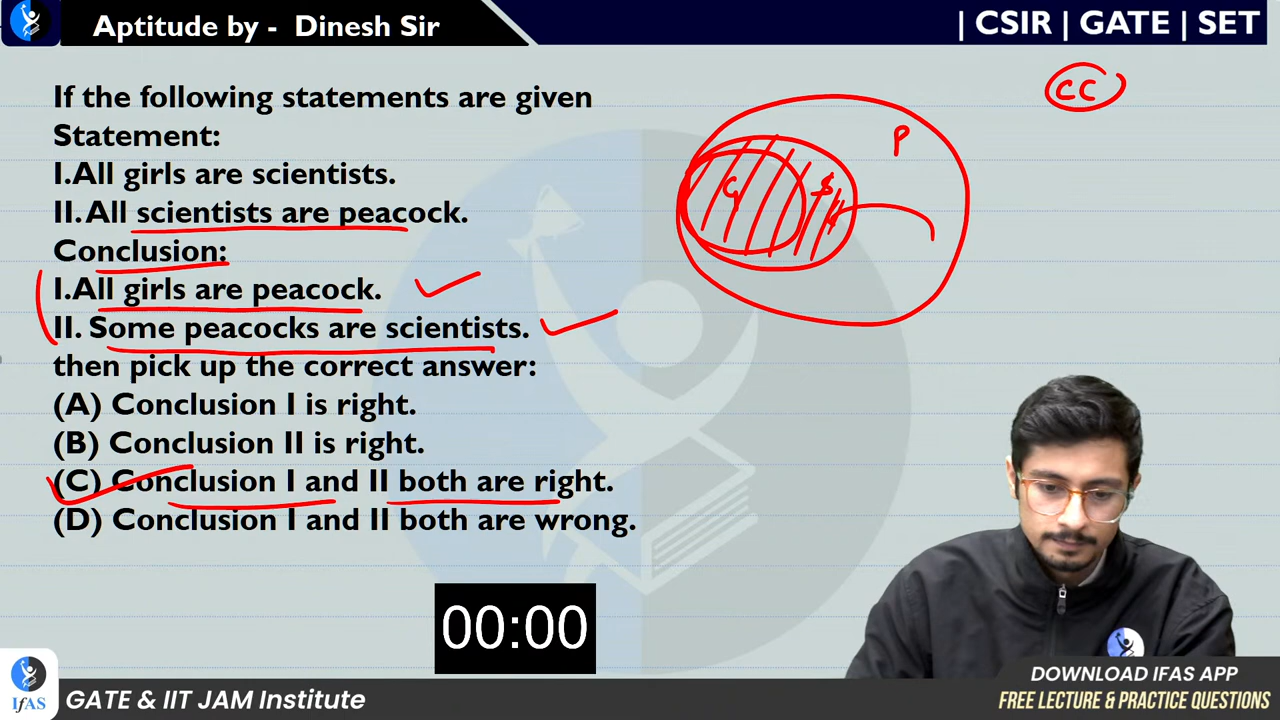 Aptitude by - Dinesh Sir
| CSIR | GATE | SET
If the following statements are given
Statement:
I.All girls are scientists.
II. All scientists are peacock.
Conclusion:
I.All girls are peacock.
II. Some peacocks are scientists.
then pick up the correct answer:
(A) Conclusion I is right.
(B) Conclusion II is right.
(C) Conclusion I and II both are right.
(D) Conclusion I and II both are wrong.
CC
P
G
S
00:00
IfAS
GATE & IIT JAM Institute
DOWNLOAD IFAS APP
FREE LECTURE & PRACTICE QUESTIONS